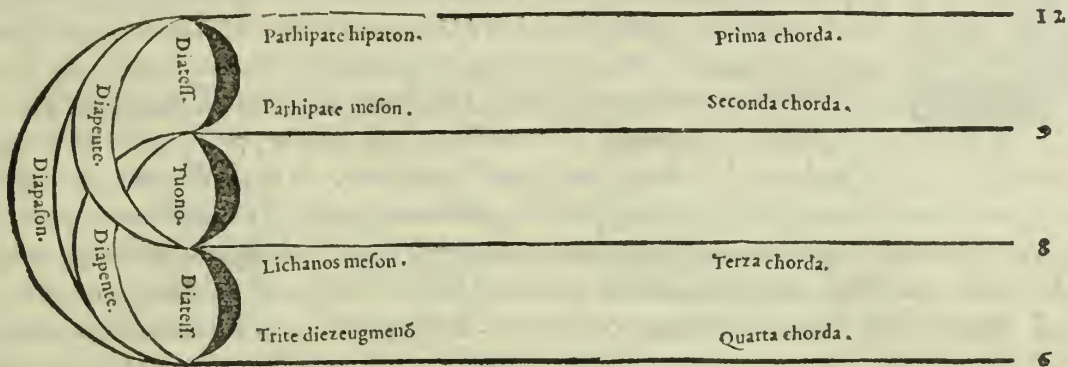 Parhipate hipaton. Prima chorda. 12
Parhipate meſon. Seconda chorda. 9
Lichanos meſon. Terza chorda. 8
Trite diezeugmenõ Quarta chorda. 6
Diateſſ.
Diapente.
Tuono.
Diapaſon.
Diapente.
Diateſſ.